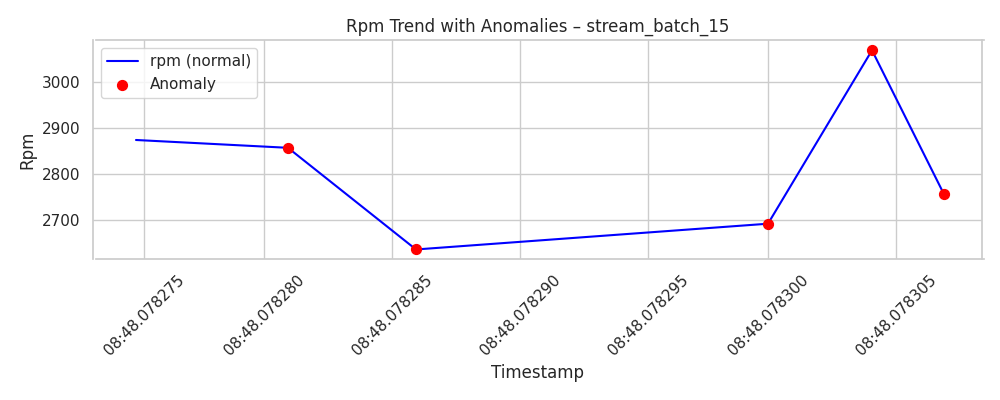 Rpm Trend with Anomalies – stream_batch_15
rpm (normal)
Anomaly
Rpm
3000
2900
2800
2700
08:48.078275
08:48.078280
08:48.078285
08:48.078290
08:48.078295
08:48.078300
08:48.078305
Timestamp